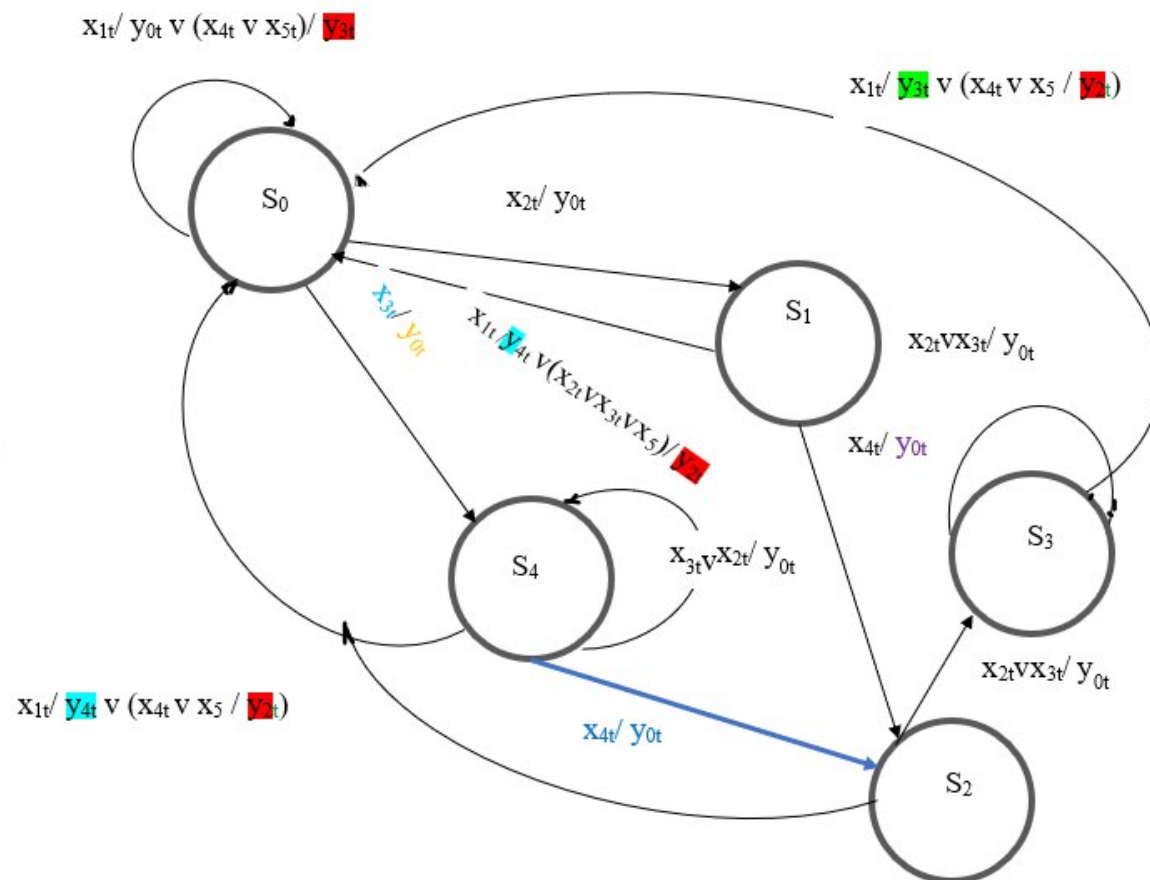 x₁ₜ/ y₀ₜ v (x₄ₜ v x₅ₜ)/ y₃ₜ
x₁ₜ/ y₃ₜ v (x₄ₜ v x₅ / y₂ₜ)
S₀
x₂ₜ/ y₀ₜ
S₁
x₃ₜ/ y₀ₜ
x₁ₜ/ y₄ₜ v(x₂ₜvx₃ₜvx₅)/ y₂ₜ
x₂ₜvx₃ₜ/ y₀ₜ
x₄ₜ/ y₀ₜ
S₃
S₄
x₃ₜvx₂ₜ/ y₀ₜ
x₂ₜvx₃ₜ/ y₀ₜ
x₁ₜ/ y₄ₜ v (x₄ₜ v x₅ / y₂ₜ)
x₄ₜ/ y₀ₜ
S₂